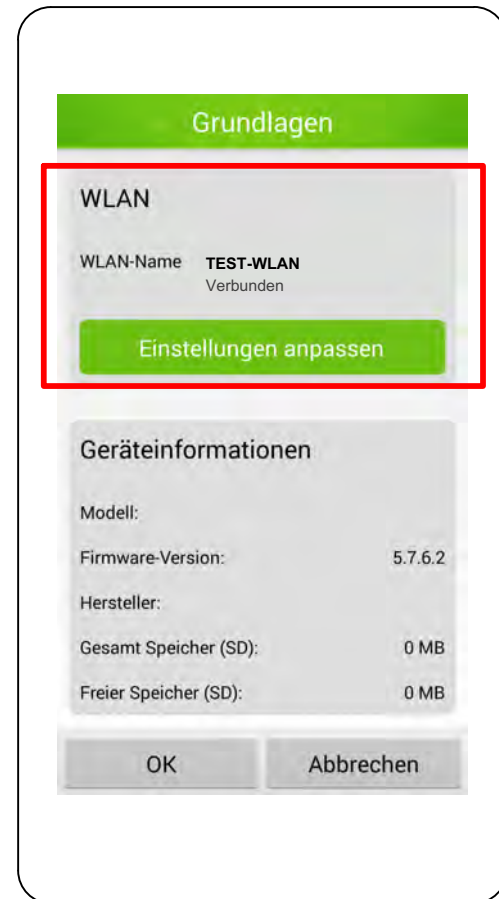 Grundlagen
WLAN
WLAN-Name TEST-WLAN
Verbunden
Einstellungen anpassen
Geräteinformationen
Modell:
Firmware-Version: 5.7.6.2
Hersteller:
Gesamt Speicher (SD): 0 MB
Freier Speicher (SD): 0 MB
OK Abbrechen